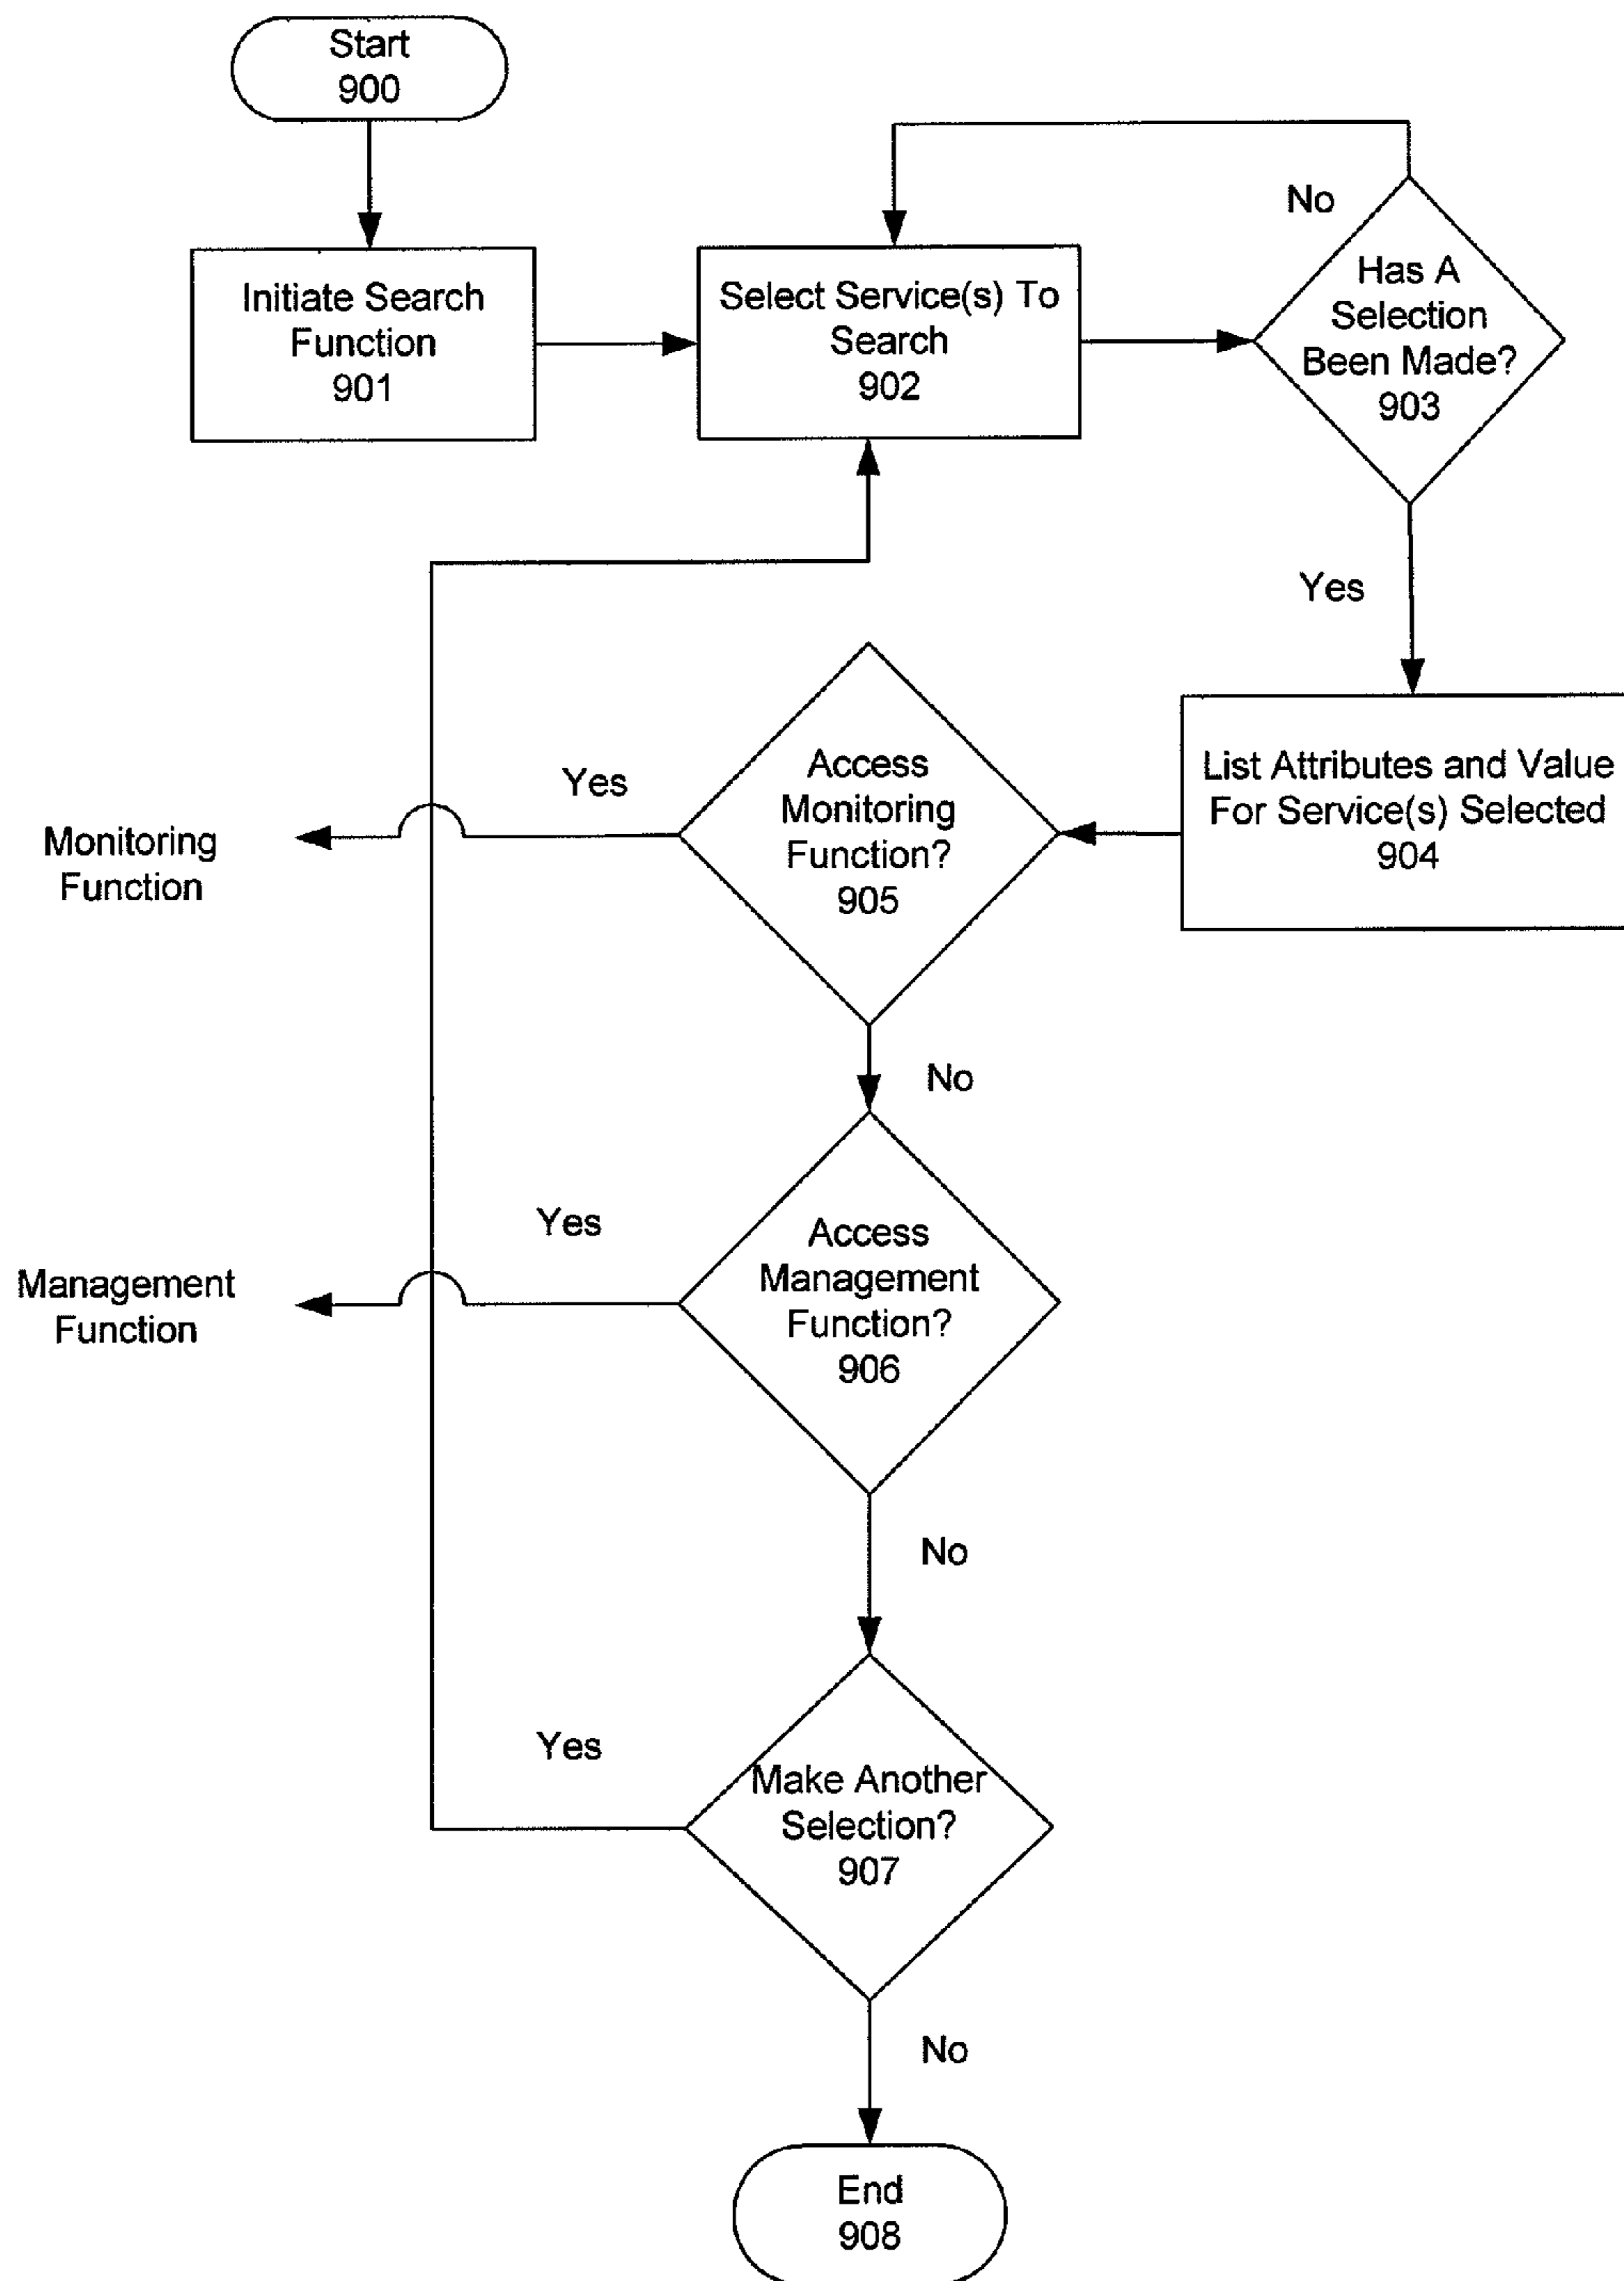 Start
900
Initiate Search
Function
901
Select Service(s) To
Search
902
No
Has A
Selection
Been Made?
903
Yes
List Attributes and Value
For Service(s) Selected
904
Access
Monitoring
Function?
905
Yes
Monitoring
Function
No
Access
Management
Function?
906
Yes
Management
Function
No
Make Another
Selection?
907
Yes
No
End
908